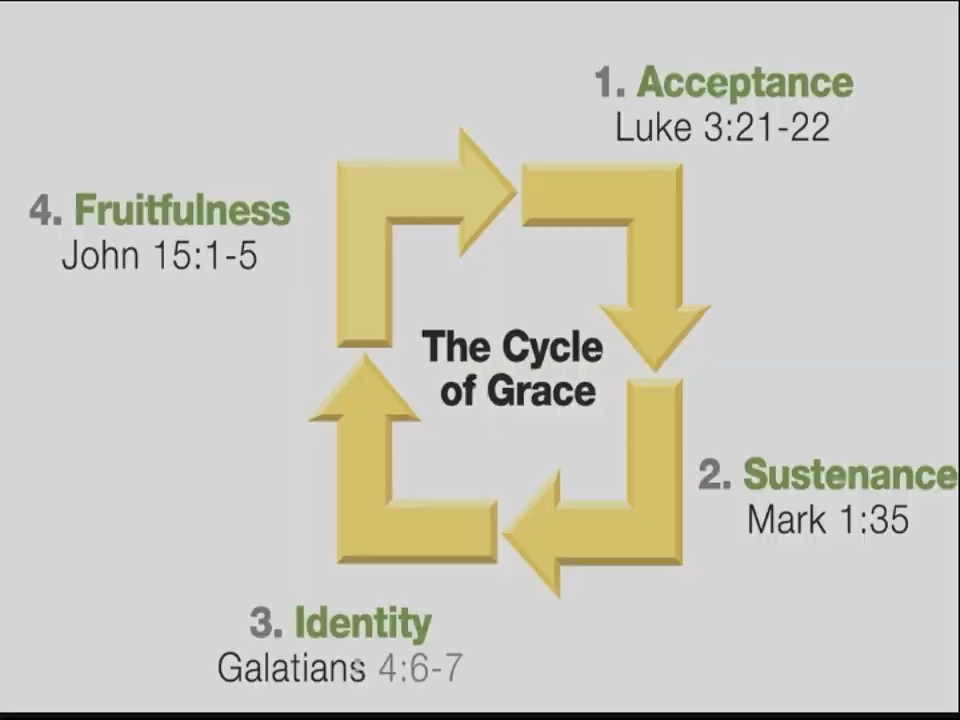 1. Acceptance
Luke 3:21-22
4. Fruitfulness
John 15:1-5
The Cycle
of Grace
2. Sustenance
Mark 1:35
3. Identity
Galatians 4:6-7